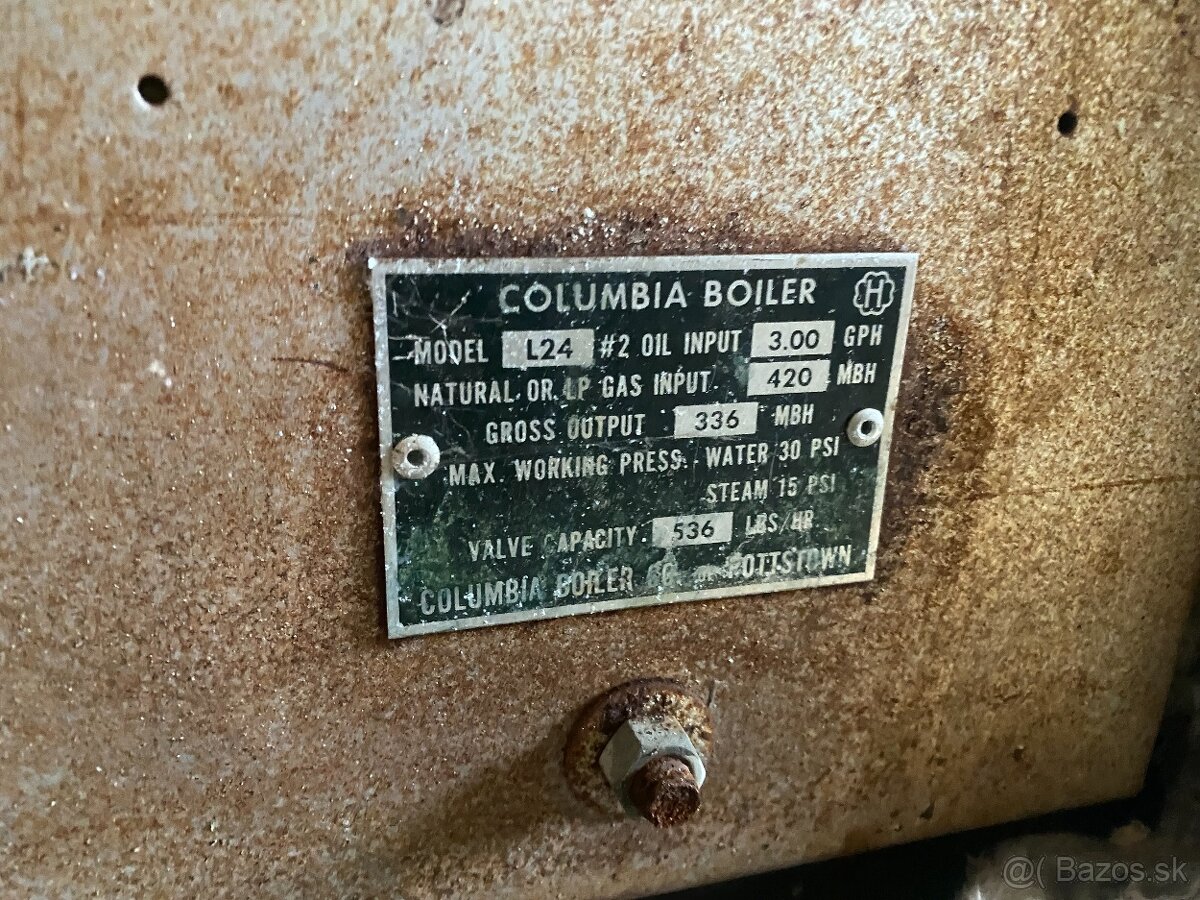 COLUMBIA BOILER H
MODEL L24 #2 OIL INPUT 3.00 GPH
NATURAL OR LP GAS INPUT 420 MBH
GROSS OUTPUT 336 MBH
MAX. WORKING PRESS. WATER 30 PSI
STEAM 15 PSI
VALVE CAPACITY 536 LBS/HR
COLUMBIA BOILER CO. POTTSTOWN
@( Bazos.sk